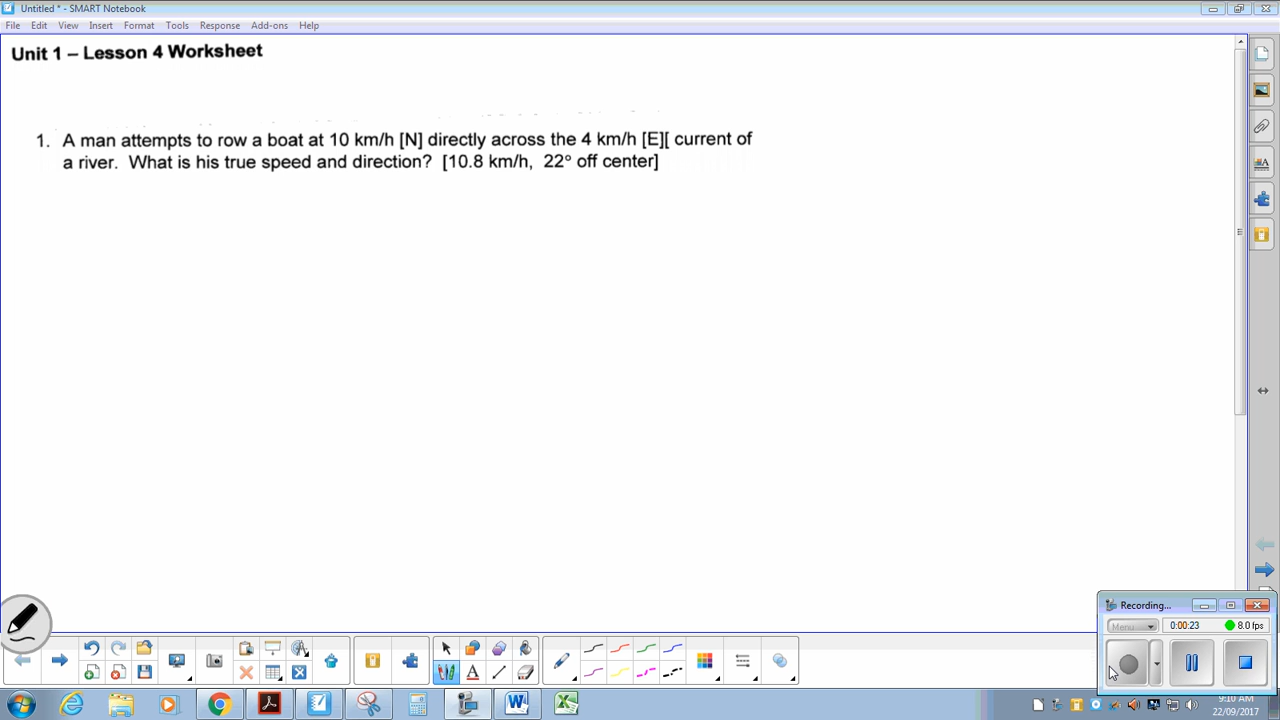 Untitled * - SMART Notebook
File Edit View Insert Format Tools Response Add-ons Help
Unit 1 – Lesson 4 Worksheet
1. A man attempts to row a boat at 10 km/h [N] directly across the 4 km/h [E][ current of
a river. What is his true speed and direction? [10.8 km/h, 22° off center]
Recording...
Menu 0:00:23 8.0 fps
9:10 AM
22/09/2017